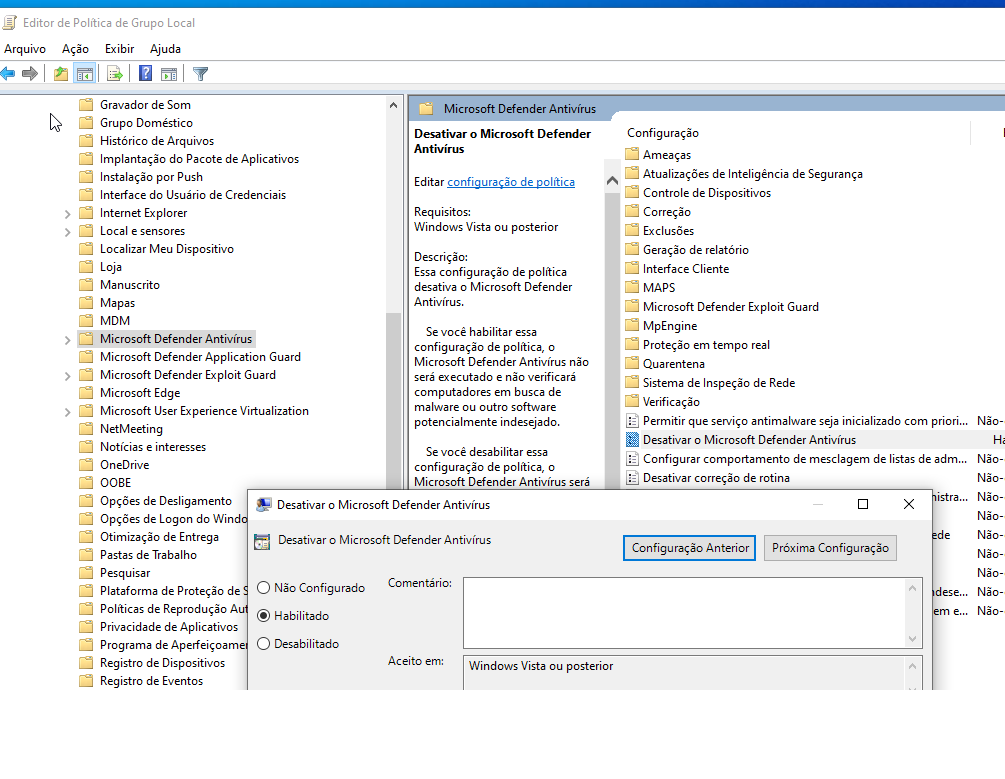 Editor de Política de Grupo Local
Arquivo Ação Exibir Ajuda
Gravador de Som
Grupo Doméstico
Histórico de Arquivos
Implantação do Pacote de Aplicativos
Instalação por Push
Interface do Usuário de Credenciais
Internet Explorer
Local e sensores
Localizar Meu Dispositivo
Loja
Manuscrito
Mapas
MDM
Microsoft Defender Antivírus
Microsoft Defender Application Guard
Microsoft Defender Exploit Guard
Microsoft Edge
Microsoft User Experience Virtualization
NetMeeting
Notícias e interesses
OneDrive
OOBE
Opções de Desligamento
Opções de Logon do Windo
Otimização de Entrega
Pastas de Trabalho
Pesquisar
Plataforma de Proteção de S
Políticas de Reprodução Aut
Privacidade de Aplicativos
Programa de Aperfeiçoamen
Registro de Dispositivos
Registro de Eventos
Microsoft Defender Antivírus
Desativar o Microsoft Defender
Antivírus
Editar configuração de política
Requisitos:
Windows Vista ou posterior
Descrição:
Essa configuração de política
desativa o Microsoft Defender
Antivírus.
Se você habilitar essa
configuração de política, o
Microsoft Defender Antivírus não
será executado e não verificará
computadores em busca de
malware ou outro software
potencialmente indesejado.
Se você desabilitar essa
configuração de política, o
Microsoft Defender Antivírus será
Configuração
Ameaças
Atualizações de Inteligência de Segurança
Controle de Dispositivos
Correção
Exclusões
Geração de relatório
Interface Cliente
MAPS
Microsoft Defender Exploit Guard
MpEngine
Proteção em tempo real
Quarentena
Sistema de Inspeção de Rede
Verificação
Permitir que serviço antimalware seja inicializado com priori... Não-
Desativar o Microsoft Defender Antivírus Ha
Configurar comportamento de mesclagem de listas de adm... Não-
Desativar correção de rotina Não-
nistra... Não-
Não-
ede Não-
Não-
Não-
ndese... Não-
em e... Não-
Desativar o Microsoft Defender Antivírus
Desativar o Microsoft Defender Antivírus
Configuração Anterior Próxima Configuração
Não Configurado
Habilitado
Desabilitado
Comentário:
Aceito em:
Windows Vista ou posterior